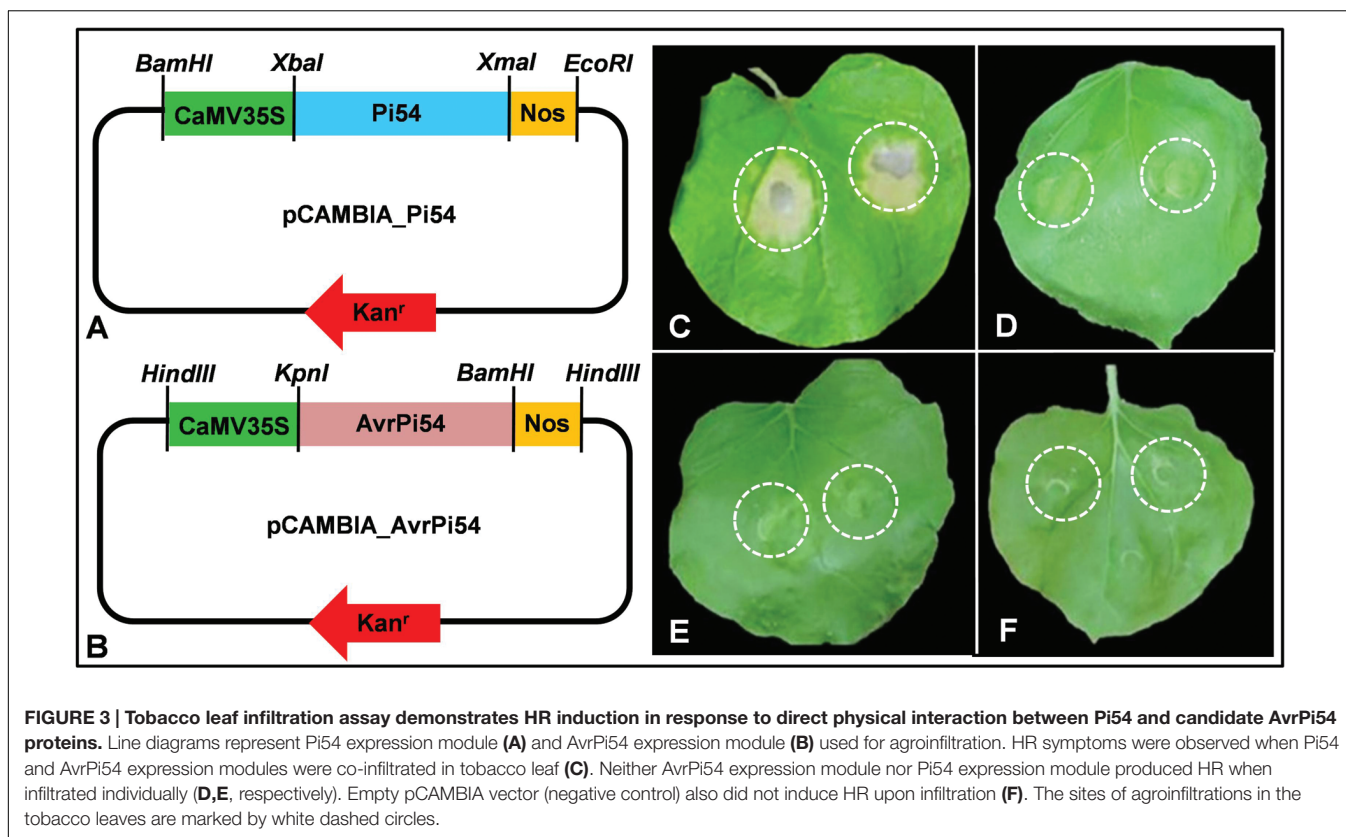 BamHI XbaI XmaI EcoRI
CaMV35S Pi54 Nos
pCAMBIA_Pi54
Kanʳ
A
HindIII KpnI BamHI HindIII
CaMV35S AvrPi54 Nos
pCAMBIA_AvrPi54
Kanʳ
B
C
D
E
F
FIGURE 3 | Tobacco leaf infiltration assay demonstrates HR induction in response to direct physical interaction between Pi54 and candidate AvrPi54
proteins. Line diagrams represent Pi54 expression module (A) and AvrPi54 expression module (B) used for agroinfiltration. HR symptoms were observed when Pi54
and AvrPi54 expression modules were co-infiltrated in tobacco leaf (C). Neither AvrPi54 expression module nor Pi54 expression module produced HR when
infiltrated individually (D,E, respectively). Empty pCAMBIA vector (negative control) also did not induce HR upon infiltration (F). The sites of agroinfiltrations in the
tobacco leaves are marked by white dashed circles.